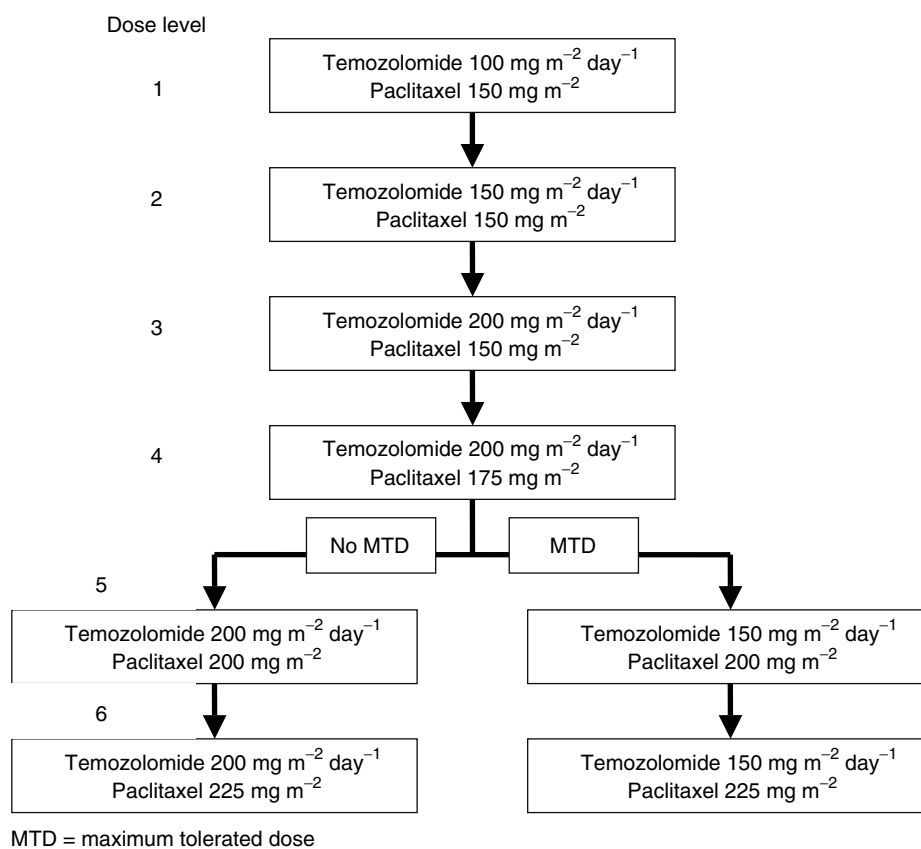 Dose level
Temozolomide 100 mg m⁻² day⁻¹
1
Paclitaxel 150 mg m⁻²
Temozolomide 150 mg m⁻² day⁻¹
2
Paclitaxel 150 mg m⁻²
Temozolomide 200 mg m⁻² day⁻¹
3
Paclitaxel 150 mg m⁻²
Temozolomide 200 mg m⁻² day⁻¹
4
Paclitaxel 175 mg m⁻²
No MTD
MTD
5
Temozolomide 200 mg m⁻² day⁻¹
Paclitaxel 200 mg m⁻²
Temozolomide 150 mg m⁻² day⁻¹
Paclitaxel 200 mg m⁻²
6
Temozolomide 200 mg m⁻² day⁻¹
Paclitaxel 225 mg m⁻²
Temozolomide 150 mg m⁻² day⁻¹
Paclitaxel 225 mg m⁻²
MTD = maximum tolerated dose